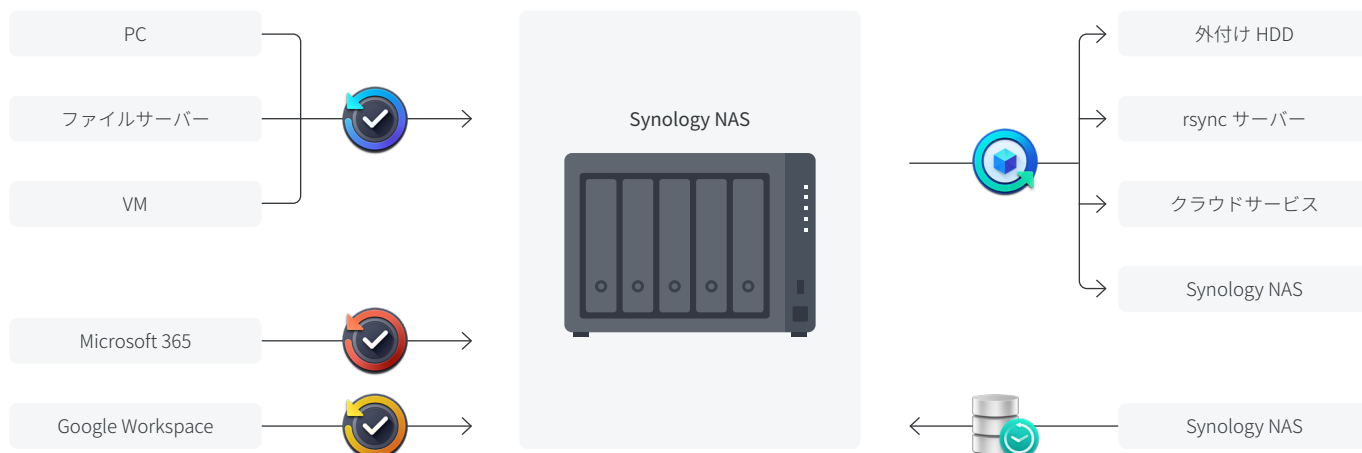 PC
ファイルサーバー
VM
Microsoft 365
Google Workspace
Synology NAS
外付け HDD
rsync サーバー
クラウドサービス
Synology NAS
Synology NAS